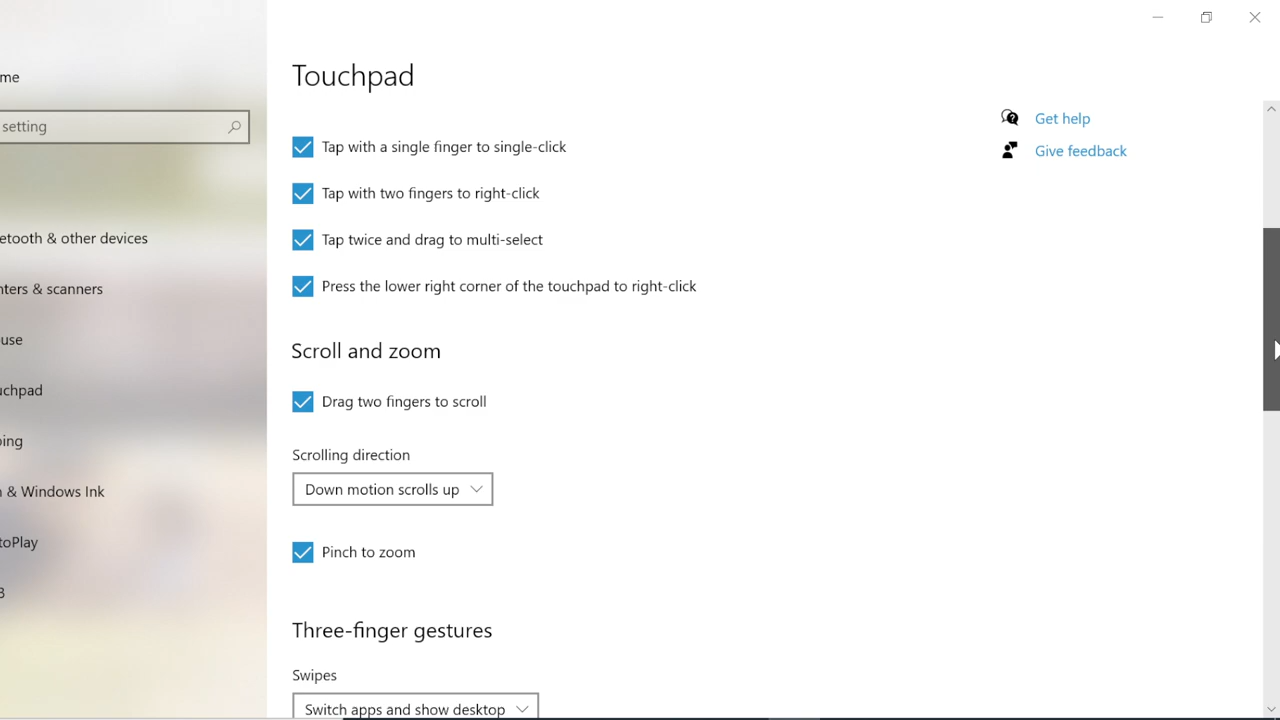 me
setting
etooth & other devices
nters & scanners
use
uchpad
ping
n & Windows Ink
toPlay
B
Touchpad
Tap with a single finger to single-click
Tap with two fingers to right-click
Tap twice and drag to multi-select
Press the lower right corner of the touchpad to right-click
Scroll and zoom
Drag two fingers to scroll
Scrolling direction
Down motion scrolls up
Pinch to zoom
Three-finger gestures
Swipes
Switch apps and show desktop
Get help
Give feedback